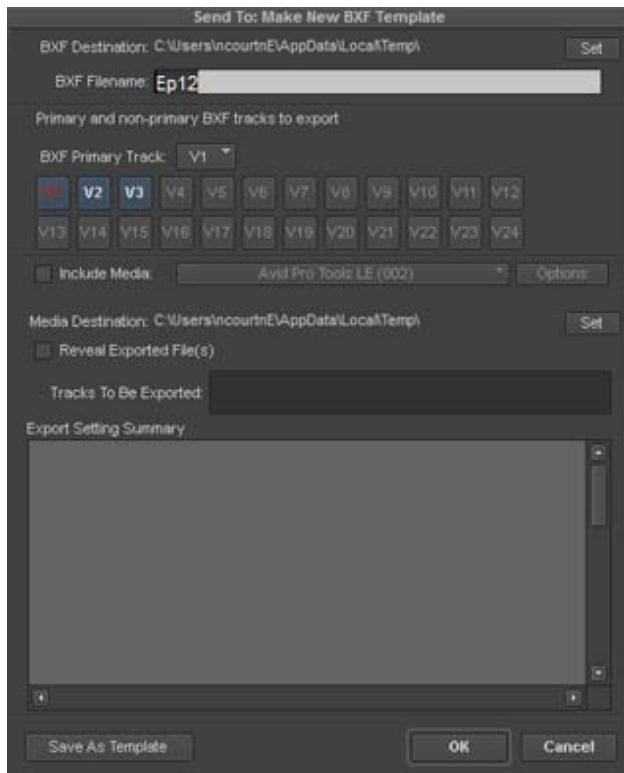 Send To: Make New BXF Template
BXF Destination: C:\Users\ncourtnE\AppData\Local\Temp\ Set
BXF Filename: Ep12
Primary and non-primary BXF tracks to export
BXF Primary Track: V1
V1 V2 V3 V4 V5 V6 V7 V8 V9 V10 V11 V12
V13 V14 V15 V16 V17 V18 V19 V20 V21 V22 V23 V24
Include Media: Avid Pro Tools LE (002) Options
Media Destination: C:\Users\ncourtnE\AppData\Local\Temp\ Set
Reveal Exported File(s)
Tracks To Be Exported:
Export Setting Summary
Save As Template OK Cancel